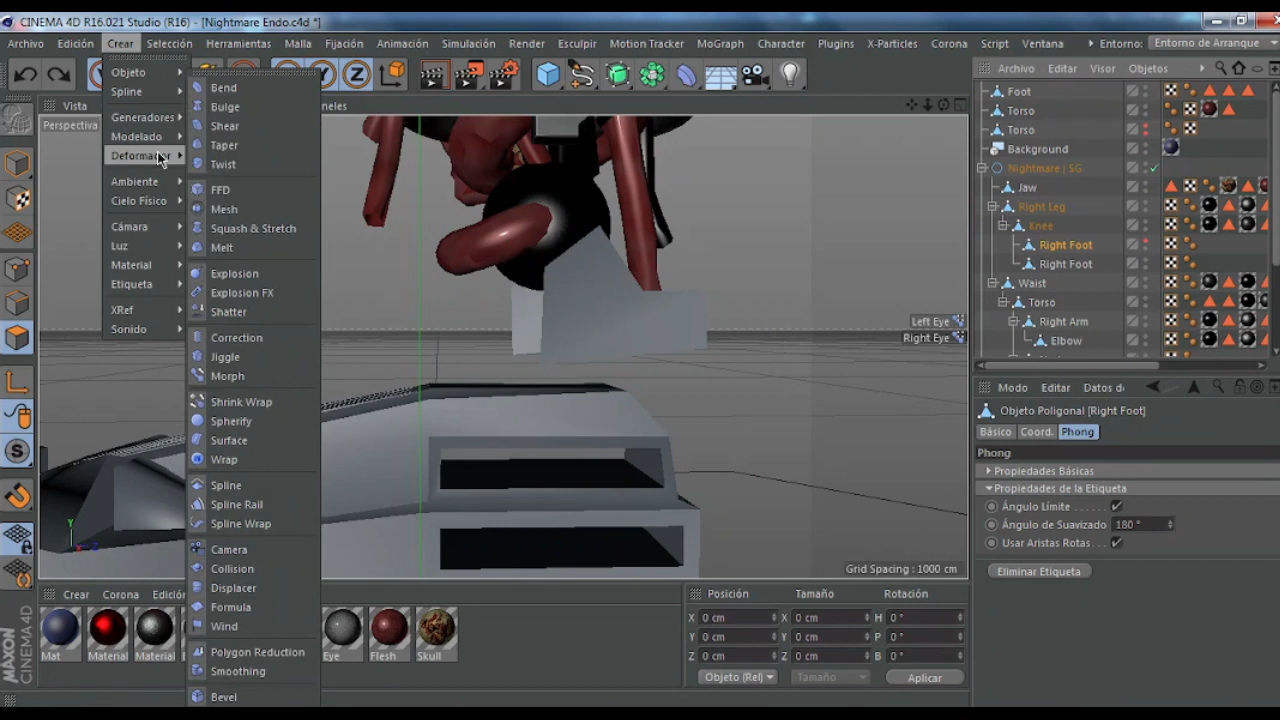 CINEMA 4D R16.021 Studio (R16) - [Nightmare Endo.c4d *]
Archivo Edición Crear Selección Herramientas Malla Fijación Animación Simulación Render Esculpir Motion Tracker MoGraph Character Plugins X-Particles Corona Script Ventana Entorno: Entorno de Arranque
X Y Z
Objeto
Spline
Generadores
Modelado
Deformador
Ambiente
Cielo Físico
Cámara
Luz
Material
Etiqueta
XRef
Sonido
Bend
Bulge
Shear
Taper
Twist
FFD
Mesh
Squash & Stretch
Melt
Explosion
Explosion FX
Shatter
Correction
Jiggle
Morph
Shrink Wrap
Spherify
Surface
Wrap
Spline
Spline Rail
Spline Wrap
Camera
Collision
Displacer
Formula
Wind
Polygon Reduction
Smoothing
Bevel
Vista
neles
Perspectiva
Left Eye
Right Eye
Grid Spacing : 1000 cm
Y
X Z
Archivo Editar Visor Objetos
Foot
Torso
Torso
Background
Nightmare | SG
Jaw
Right Leg
Knee
Right Foot
Right Foot
Waist
Torso
Right Arm
Elbow
Modo Editar Datos d
Objeto Poligonal [Right Foot]
Básico Coord. Phong
Phong
Propiedades Básicas
Propiedades de la Etiqueta
Ángulo Límite
Ángulo de Suavizado 180 °
Usar Aristas Rotas
Eliminar Etiqueta
Crear Corona Edición
Mat Material Material Eye Flesh Skull
Posición Tamaño Rotación
X 0 cm X 0 cm H 0 °
Y 0 cm Y 0 cm P 0 °
Z 0 cm Z 0 cm B 0 °
Objeto (Rel) Tamaño Aplicar
MAXON
CINEMA 4D